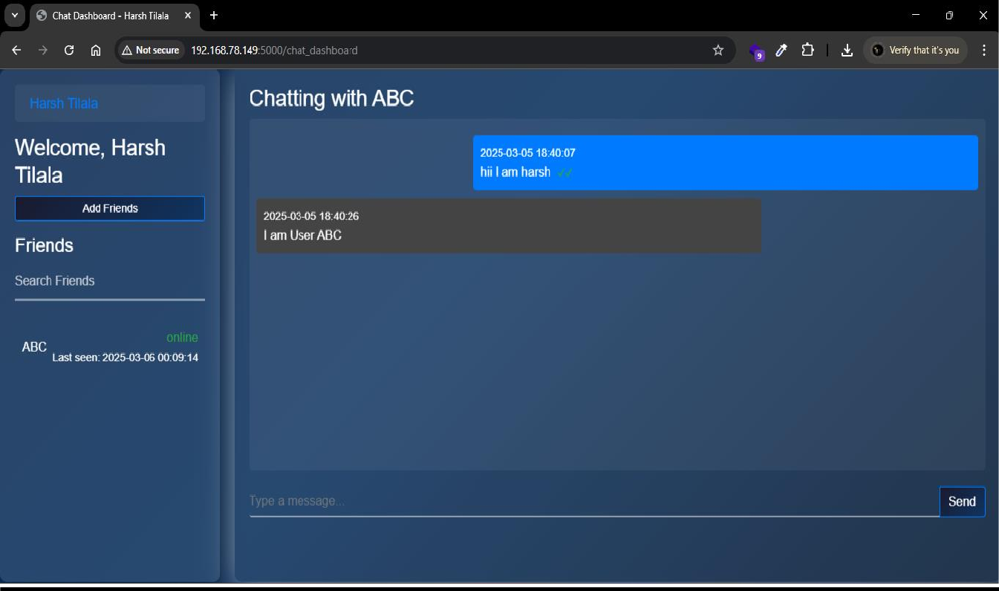 Chat Dashboard - Harsh Tilala
Not secure 192.168.78.149:5000/chat_dashboard
9
Verify that it's you
Harsh Tilala
Welcome, Harsh
Tilala
Add Friends
Friends
Search Friends
online
ABC
Last seen: 2025-03-06 00:09:14
Chatting with ABC
2025-03-05 18:40:07
hii I am harsh ✓✓
2025-03-05 18:40:26
I am User ABC
Type a message...
Send